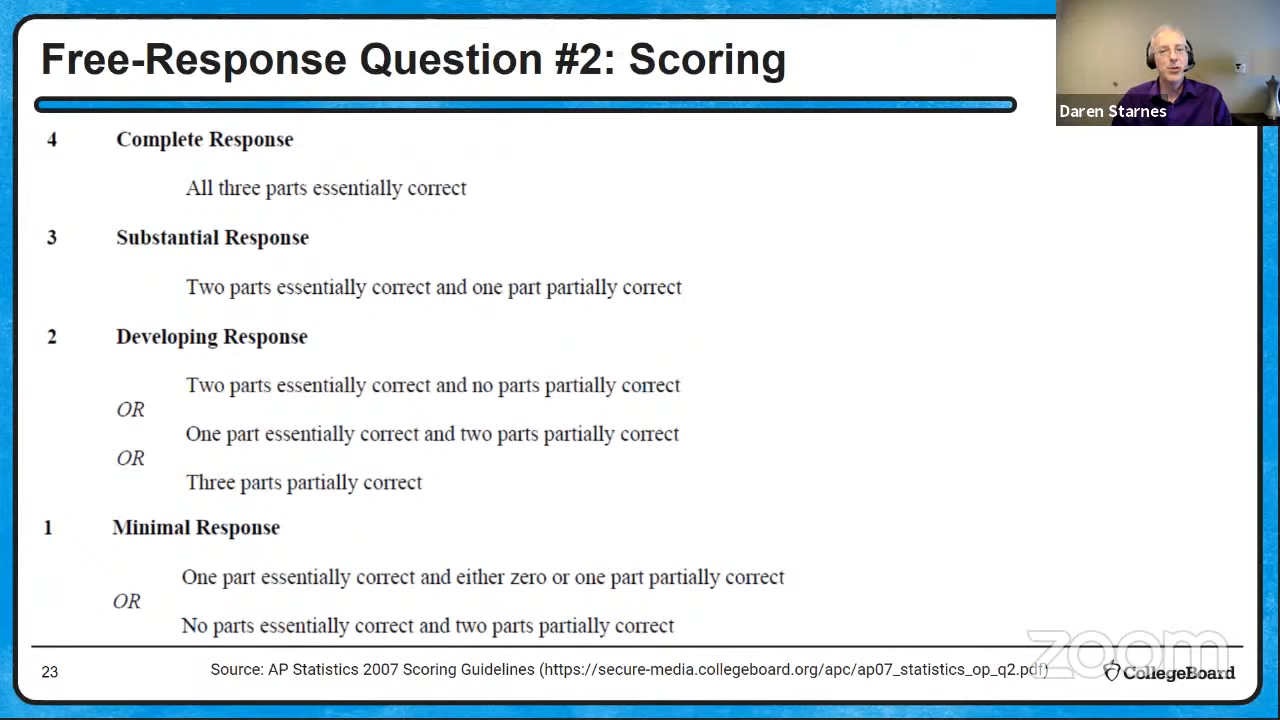 Free-Response Question #2: Scoring
Daren Starnes
4 Complete Response
All three parts essentially correct
3 Substantial Response
Two parts essentially correct and one part partially correct
2 Developing Response
Two parts essentially correct and no parts partially correct
OR
One part essentially correct and two parts partially correct
OR
Three parts partially correct
1 Minimal Response
One part essentially correct and either zero or one part partially correct
OR
No parts essentially correct and two parts partially correct
zoom
23 Source: AP Statistics 2007 Scoring Guidelines (https://secure-media.collegeboard.org/apc/ap07_statistics_op_q2.pdf) CollegeBoard